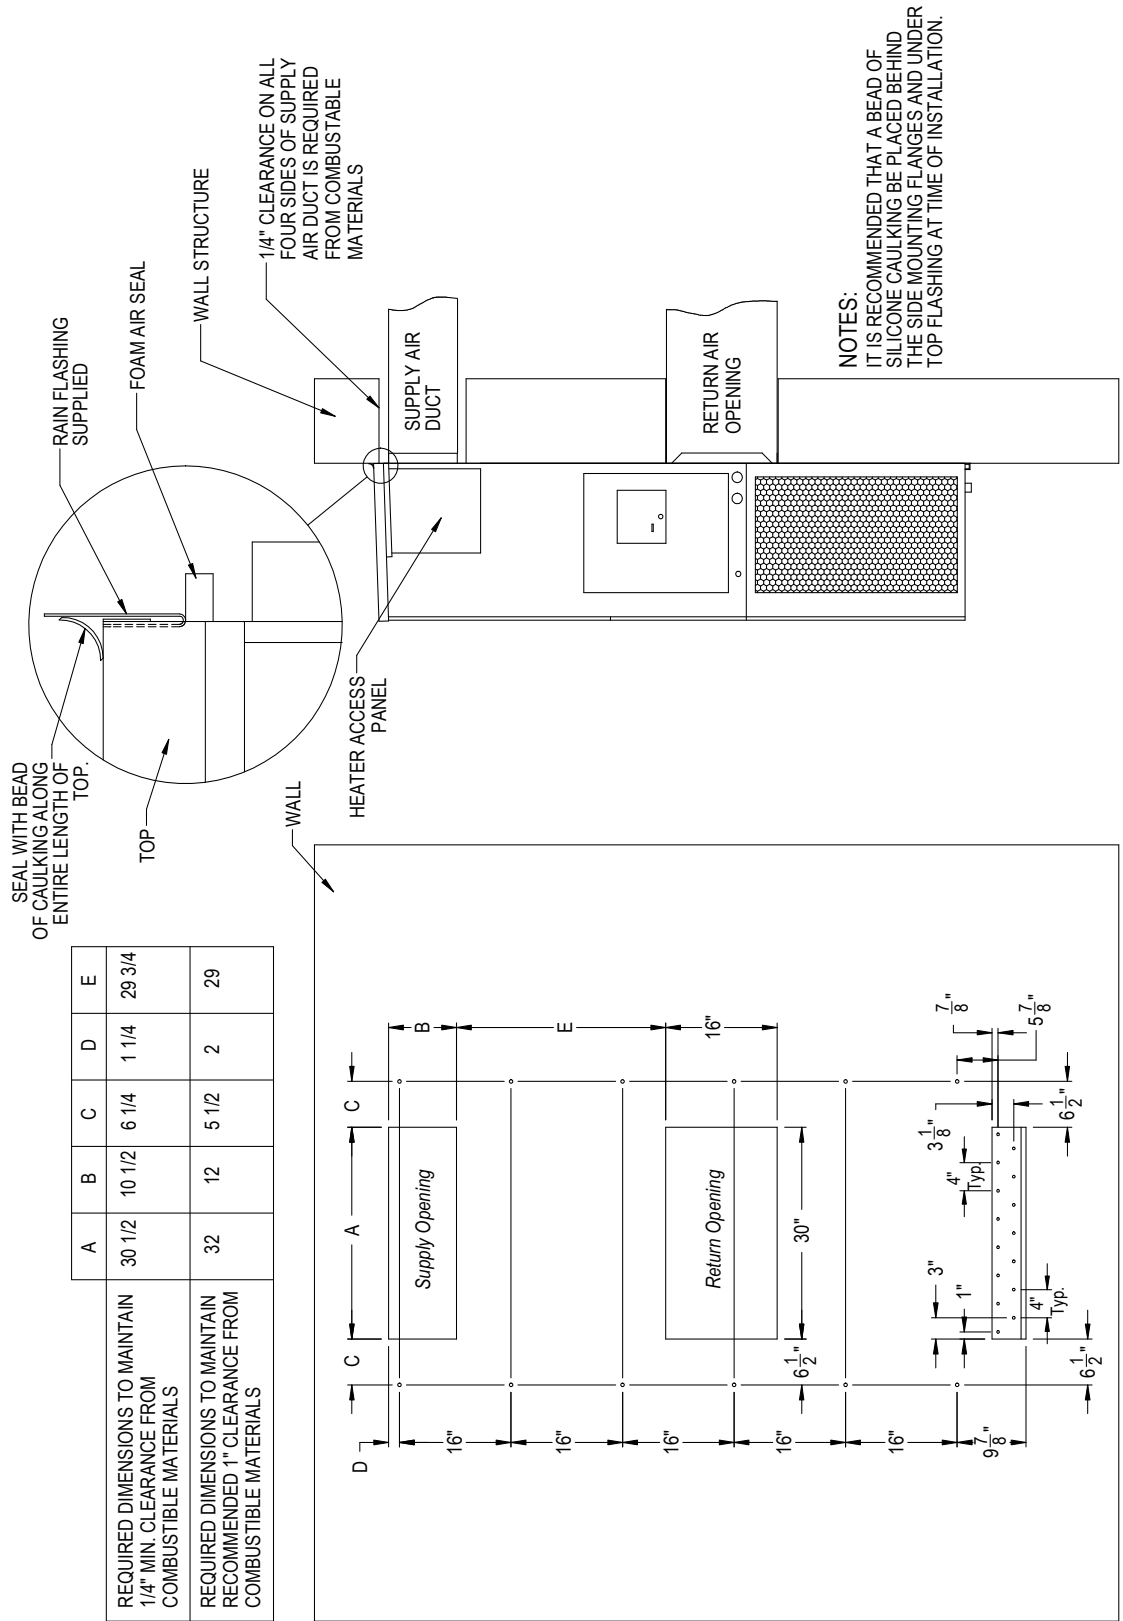 SEAL WITH BEAD
OF CAULKING ALONG
ENTIRE LENGTH OF
TOP.
RAIN FLASHING
SUPPLIED
FOAM AIR SEAL
TOP
WALL STRUCTURE
1/4" CLEARANCE ON ALL
FOUR SIDES OF SUPPLY
AIR DUCT IS REQUIRED
FROM COMBUSTABLE
MATERIALS
SUPPLY AIR
DUCT
HEATER ACCESS
PANEL
RETURN AIR
OPENING
NOTES:
IT IS RECOMMENDED THAT A BEAD OF
SILICONE CAULKING BE PLACED BEHIND
THE SIDE MOUNTING FLANGES AND UNDER
TOP FLASHING AT TIME OF INSTALLATION.
A B C D E
REQUIRED DIMENSIONS TO MAINTAIN
1/4" MIN. CLEARANCE FROM
COMBUSTIBLE MATERIALS
30 1/2 10 1/2 6 1/4 1 1/4 29 3/4
REQUIRED DIMENSIONS TO MAINTAIN
RECOMMENDED 1" CLEARANCE FROM
COMBUSTIBLE MATERIALS
32 12 5 1/2 2 29
WALL
C A C
D
B
Supply Opening
16"
16"
E
16"
Return Opening
16"
30"
6 1/2"
16"
16"
3"
1"
4"
Typ.
4"
Typ.
3 1/8"
7/8"
5 7/8"
9 7/8"
6 1/2"
6 1/2"